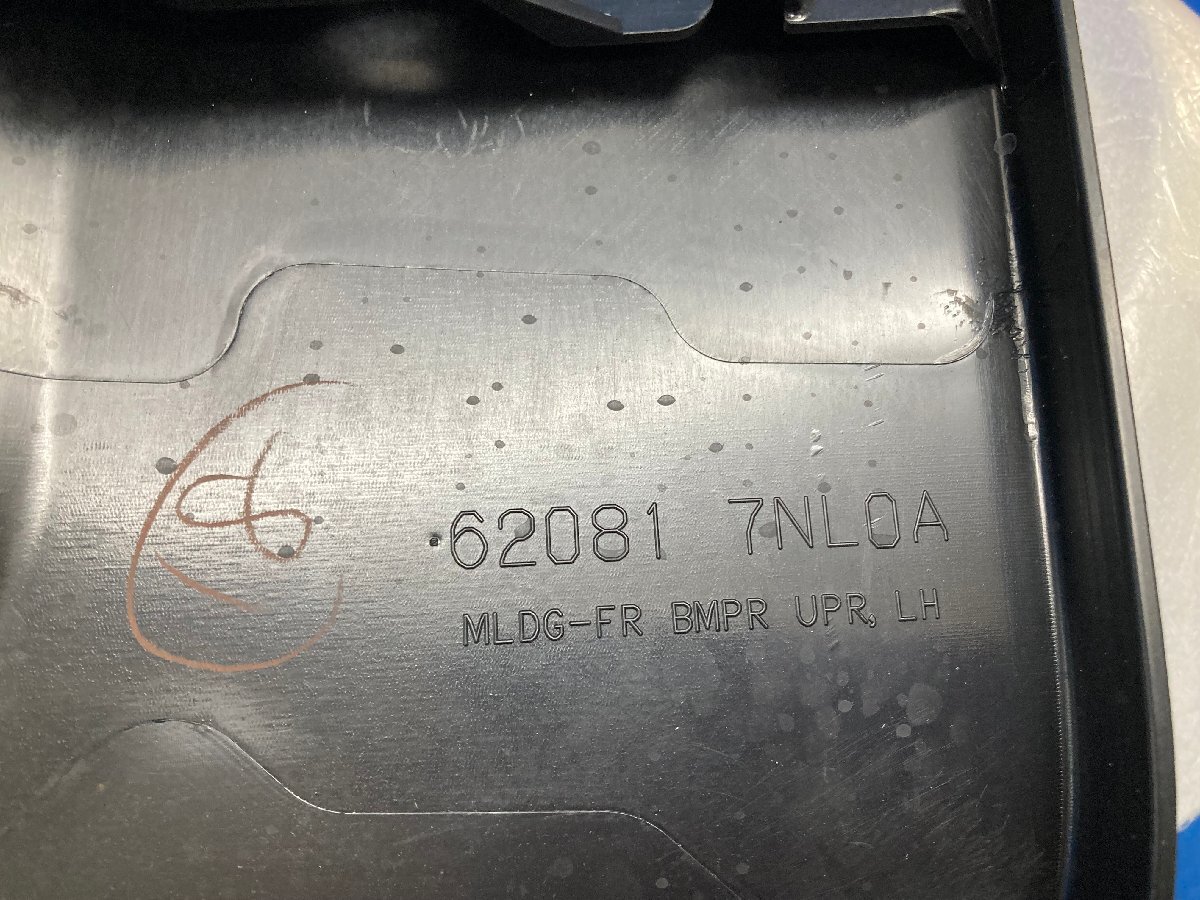 62081 7NL0A
MLDG-FR BMPR UPR, LH